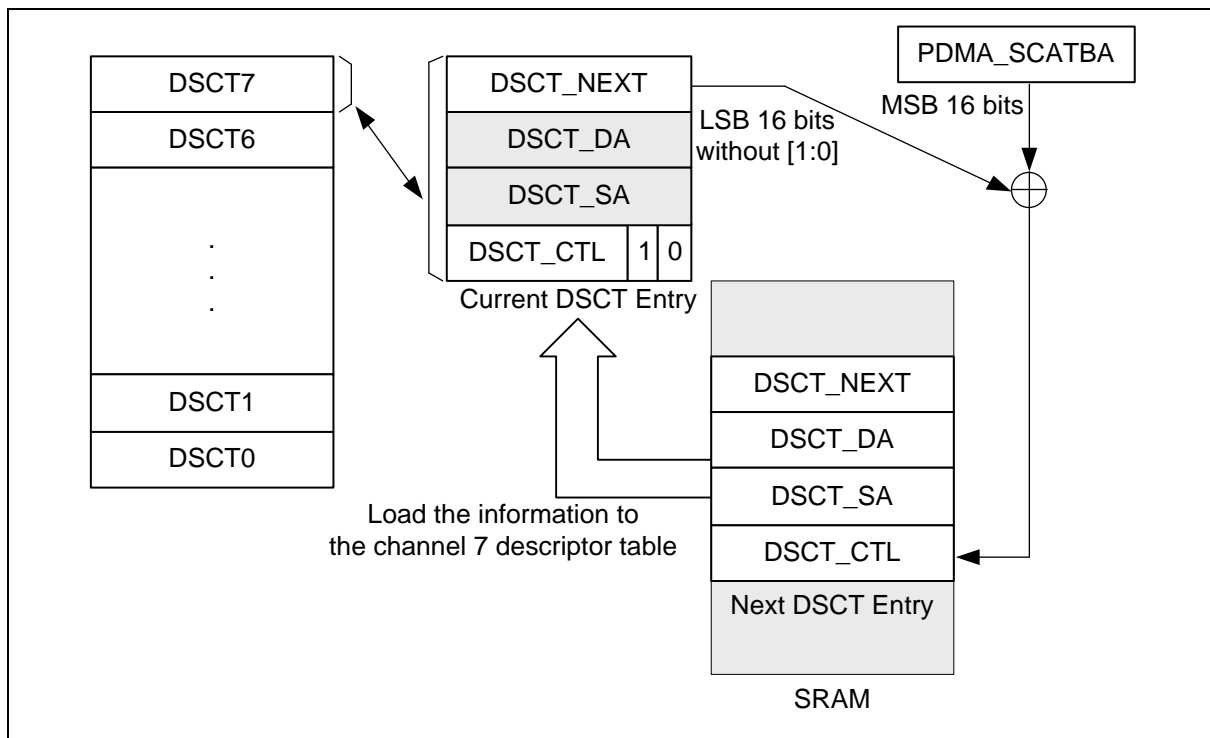 DSCT7
DSCT6
.
.
.
DSCT1
DSCT0
DSCT_NEXT
DSCT_DA
DSCT_SA
DSCT_CTL 1 0
Current DSCT Entry
LSB 16 bits
without [1:0]
PDMA_SCATBA
MSB 16 bits
Load the information to
the channel 7 descriptor table
DSCT_NEXT
DSCT_DA
DSCT_SA
DSCT_CTL
Next DSCT Entry
SRAM